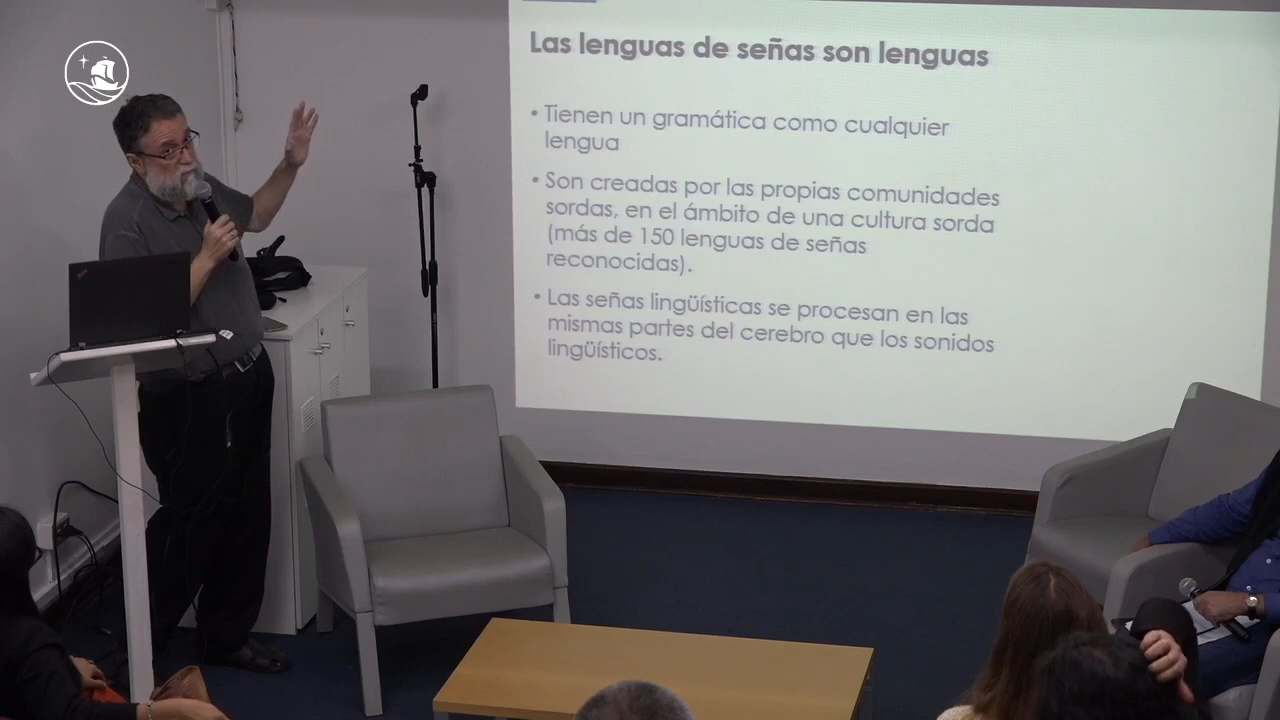 Las lenguas de señas son lenguas
• Tienen un gramática como cualquier
lengua
• Son creadas por las propias comunidades
sordas, en el ámbito de una cultura sorda
(más de 150 lenguas de señas
reconocidas).
• Las señas lingüísticas se procesan en las
mismas partes del cerebro que los sonidos
lingüísticos.